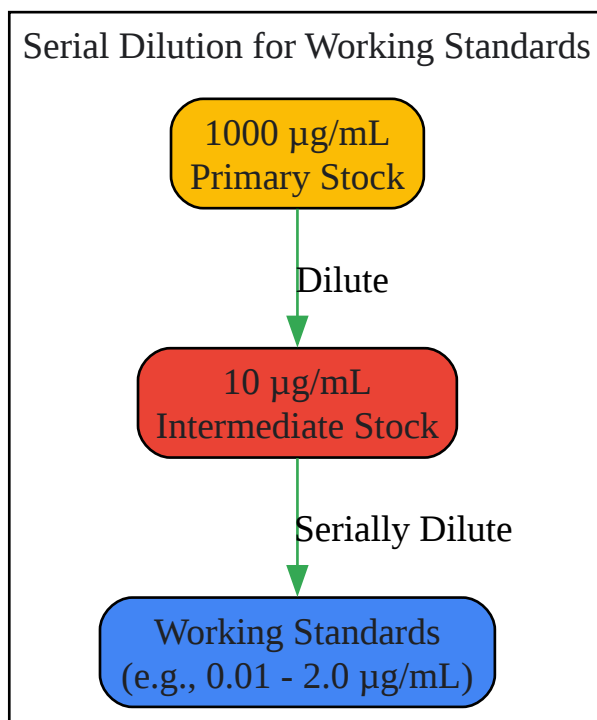 Serial Dilution for Working Standards
1000 µg/mL
Primary Stock
Dilute
10 µg/mL
Intermediate Stock
Serially Dilute
Working Standards
(e.g., 0.01 - 2.0 µg/mL)